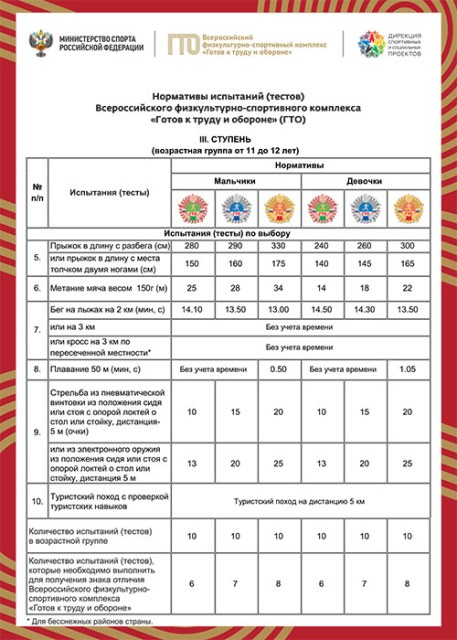 МИНИСТЕРСТВО СПОРТА
РОССИЙСКОЙ ФЕДЕРАЦИИ
ГТО
Всероссийский
физкультурно-спортивный комплекс
«Готов к труду и обороне»
ДИРЕКЦИЯ
СПОРТИВНЫХ
И СОЦИАЛЬНЫХ
ПРОЕКТОВ
Нормативы испытаний (тестов)
Всероссийского физкультурно-спортивного комплекса
«Готов к труду и обороне» (ГТО)
III. СТУПЕНЬ
(возрастная группа от 11 до 12 лет)
№ п/п Испытания (тесты) Нормативы
Мальчики Девочки
Испытания (тесты) по выбору
5. Прыжок в длину с разбега (см) 280 290 330 240 260 300
или прыжок в длину с места
толчком двумя ногами (см) 150 160 175 140 145 165
6. Метание мяча весом 150г (м) 25 28 34 14 18 22
7. Бег на лыжах на 2 км (мин, с) 14.10 13.50 13.00 14.50 14.30 13.50
или на 3 км Без учета времени
или кросс на 3 км по
пересеченной местности* Без учета времени
8. Плавание 50 м (мин, с) Без учета времени 0.50 Без учета времени 1.05
9. Стрельба из пневматической
винтовки из положения сидя
или стоя с опорой локтей о
стол или стойку, дистанция-
5 м (очки) 10 15 20 10 15 20
или из электронного оружия
из положения сидя или стоя с
опорой локтей о стол или
стойку, дистанция 5 м 13 20 25 13 20 25
10. Туристский поход с проверкой
туристских навыков Туристский поход на дистанцию 5 км
Количество испытаний (тестов)
в возрастной группе 10 10 10 10 10 10
Количество испытаний (тестов),
которые необходимо выполнить
для получения знака отличия
Всероссийского физкультурно-
спортивного комплекса
«Готов к труду и обороне» 6 7 8 6 7 8
* Для бесснежных районов страны.